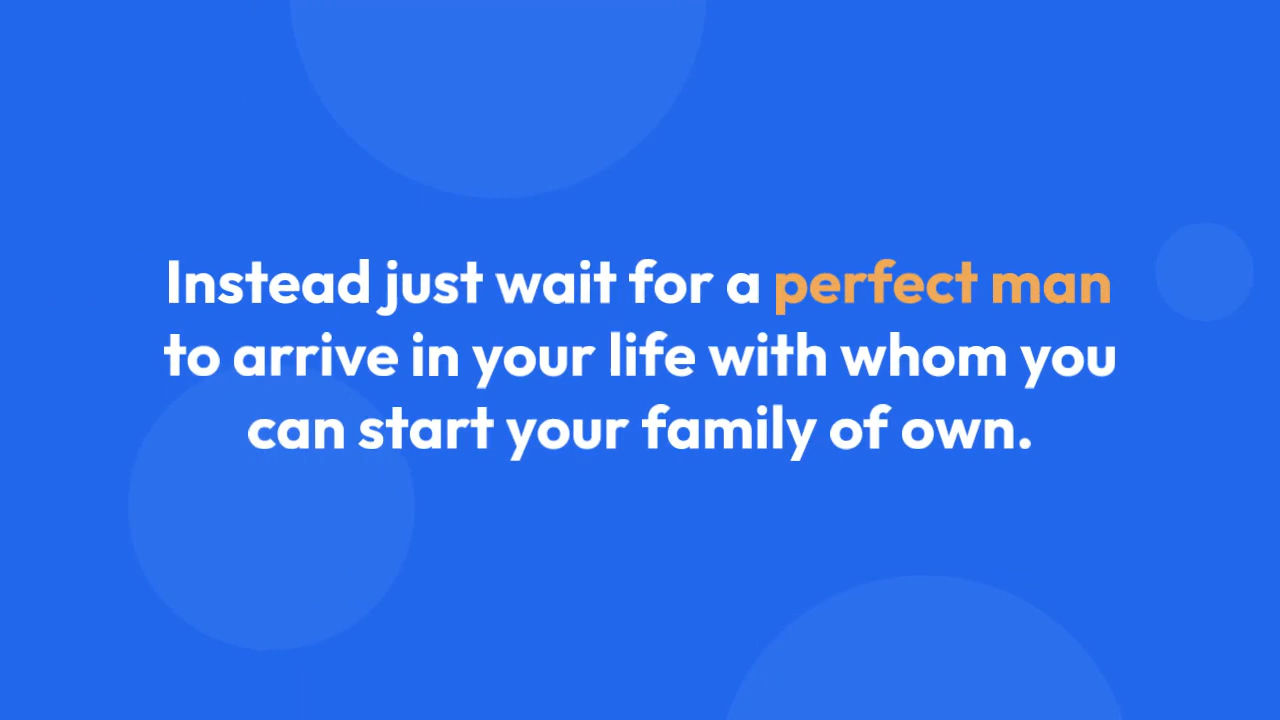 Instead just wait for a perfect man
to arrive in your life with whom you
can start your family of own.